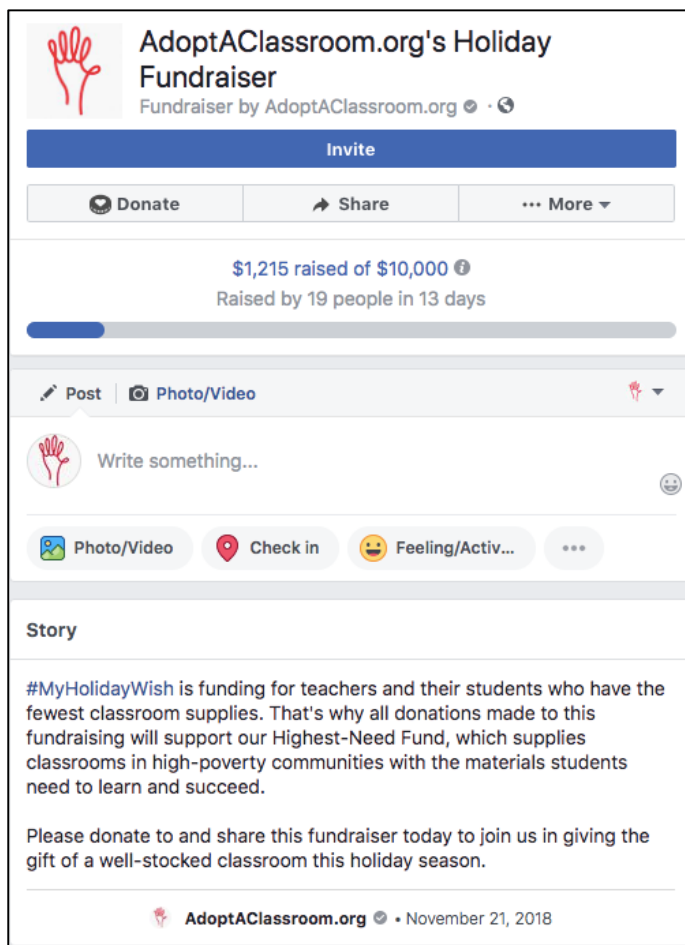 AdoptAClassroom.org's Holiday
Fundraiser
Fundraiser by AdoptAClassroom.org ·
Invite
Donate
Share
••• More
$1,215 raised of $10,000
Raised by 19 people in 13 days
Post
Photo/Video
Write something...
Photo/Video
Check in
Feeling/Activ...
•••
Story
#MyHolidayWish is funding for teachers and their students who have the
fewest classroom supplies. That's why all donations made to this
fundraising will support our Highest-Need Fund, which supplies
classrooms in high-poverty communities with the materials students
need to learn and succeed.
Please donate to and share this fundraiser today to join us in giving the
gift of a well-stocked classroom this holiday season.
AdoptAClassroom.org • November 21, 2018